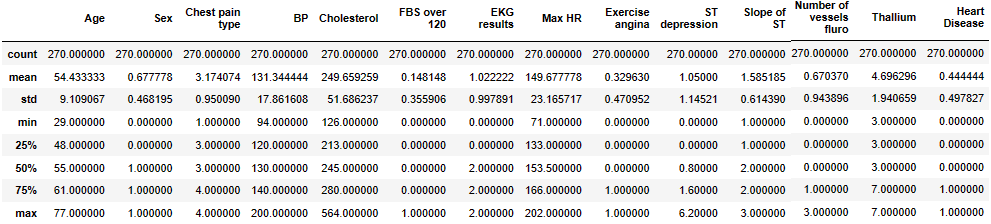 Age Sex Chest pain type BP Cholesterol FBS over 120 EKG results Max HR Exercise angina ST depression Slope of ST Number of vessels fluro Thallium Heart Disease
count 270.000000 270.000000 270.000000 270.000000 270.000000 270.000000 270.000000 270.000000 270.000000 270.00000 270.000000 270.000000 270.000000 270.000000
mean 54.433333 0.677778 3.174074 131.344444 249.659259 0.148148 1.022222 149.677778 0.329630 1.05000 1.585185 0.670370 4.696296 0.444444
std 9.109067 0.468195 0.950090 17.861608 51.686237 0.355906 0.997891 23.165717 0.470952 1.14521 0.614390 0.943896 1.940659 0.497827
min 29.000000 0.000000 1.000000 94.000000 126.000000 0.000000 0.000000 71.000000 0.000000 0.00000 1.000000 0.000000 3.000000 0.000000
25% 48.000000 0.000000 3.000000 120.000000 213.000000 0.000000 0.000000 133.000000 0.000000 0.00000 1.000000 0.000000 3.000000 0.000000
50% 55.000000 1.000000 3.000000 130.000000 245.000000 0.000000 2.000000 153.500000 0.000000 0.80000 2.000000 0.000000 3.000000 0.000000
75% 61.000000 1.000000 4.000000 140.000000 280.000000 0.000000 2.000000 166.000000 1.000000 1.60000 2.000000 1.000000 7.000000 1.000000
max 77.000000 1.000000 4.000000 200.000000 564.000000 1.000000 2.000000 202.000000 1.000000 6.20000 3.000000 3.000000 7.000000 1.000000